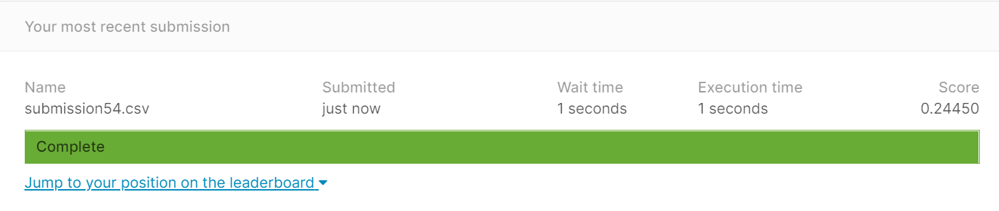 Your most recent submission
Name Submitted Wait time Execution time Score
submission54.csv just now 1 seconds 1 seconds 0.24450
Complete
Jump to your position on the leaderboard